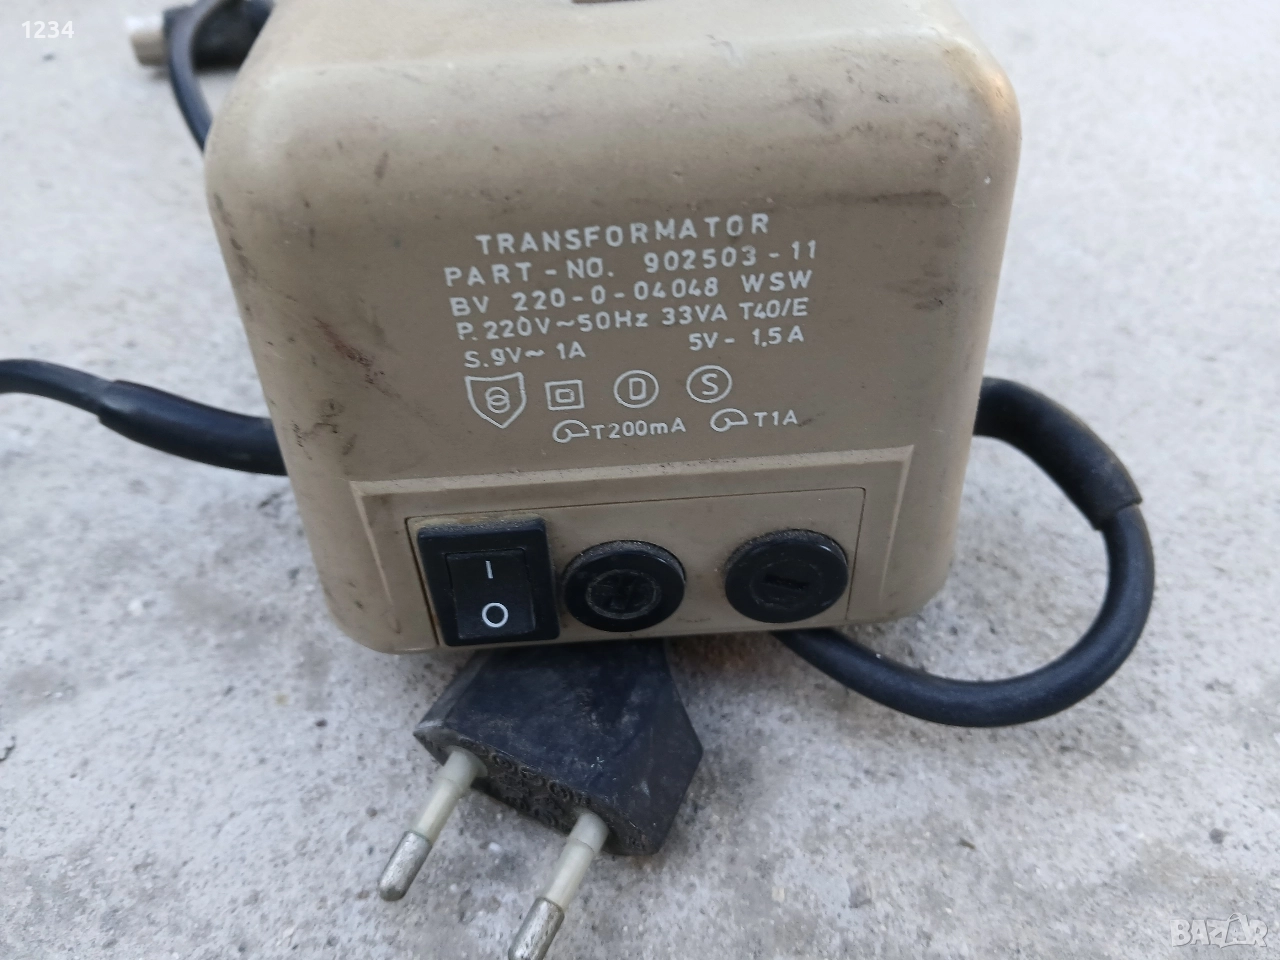 1234
TRANSFORMATOR
PART-NO. 902503-11
BV 220-0-04048 WSW
P. 220V~50Hz 33VA T40/E
S. 9V~ 1A 5V- 1,5A
D S
T200mA T1A
I
O
BAZAR